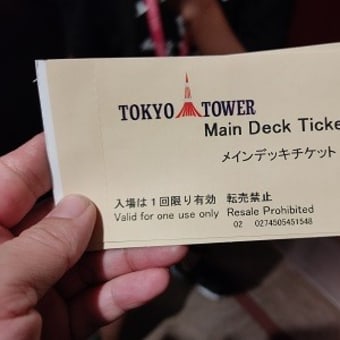 TOKYO TOWER
Main Deck Ticke
メインデッキチケット
入場は1回限り有効 転売禁止
Valid for one use only Resale Prohibited
02 0274505451548